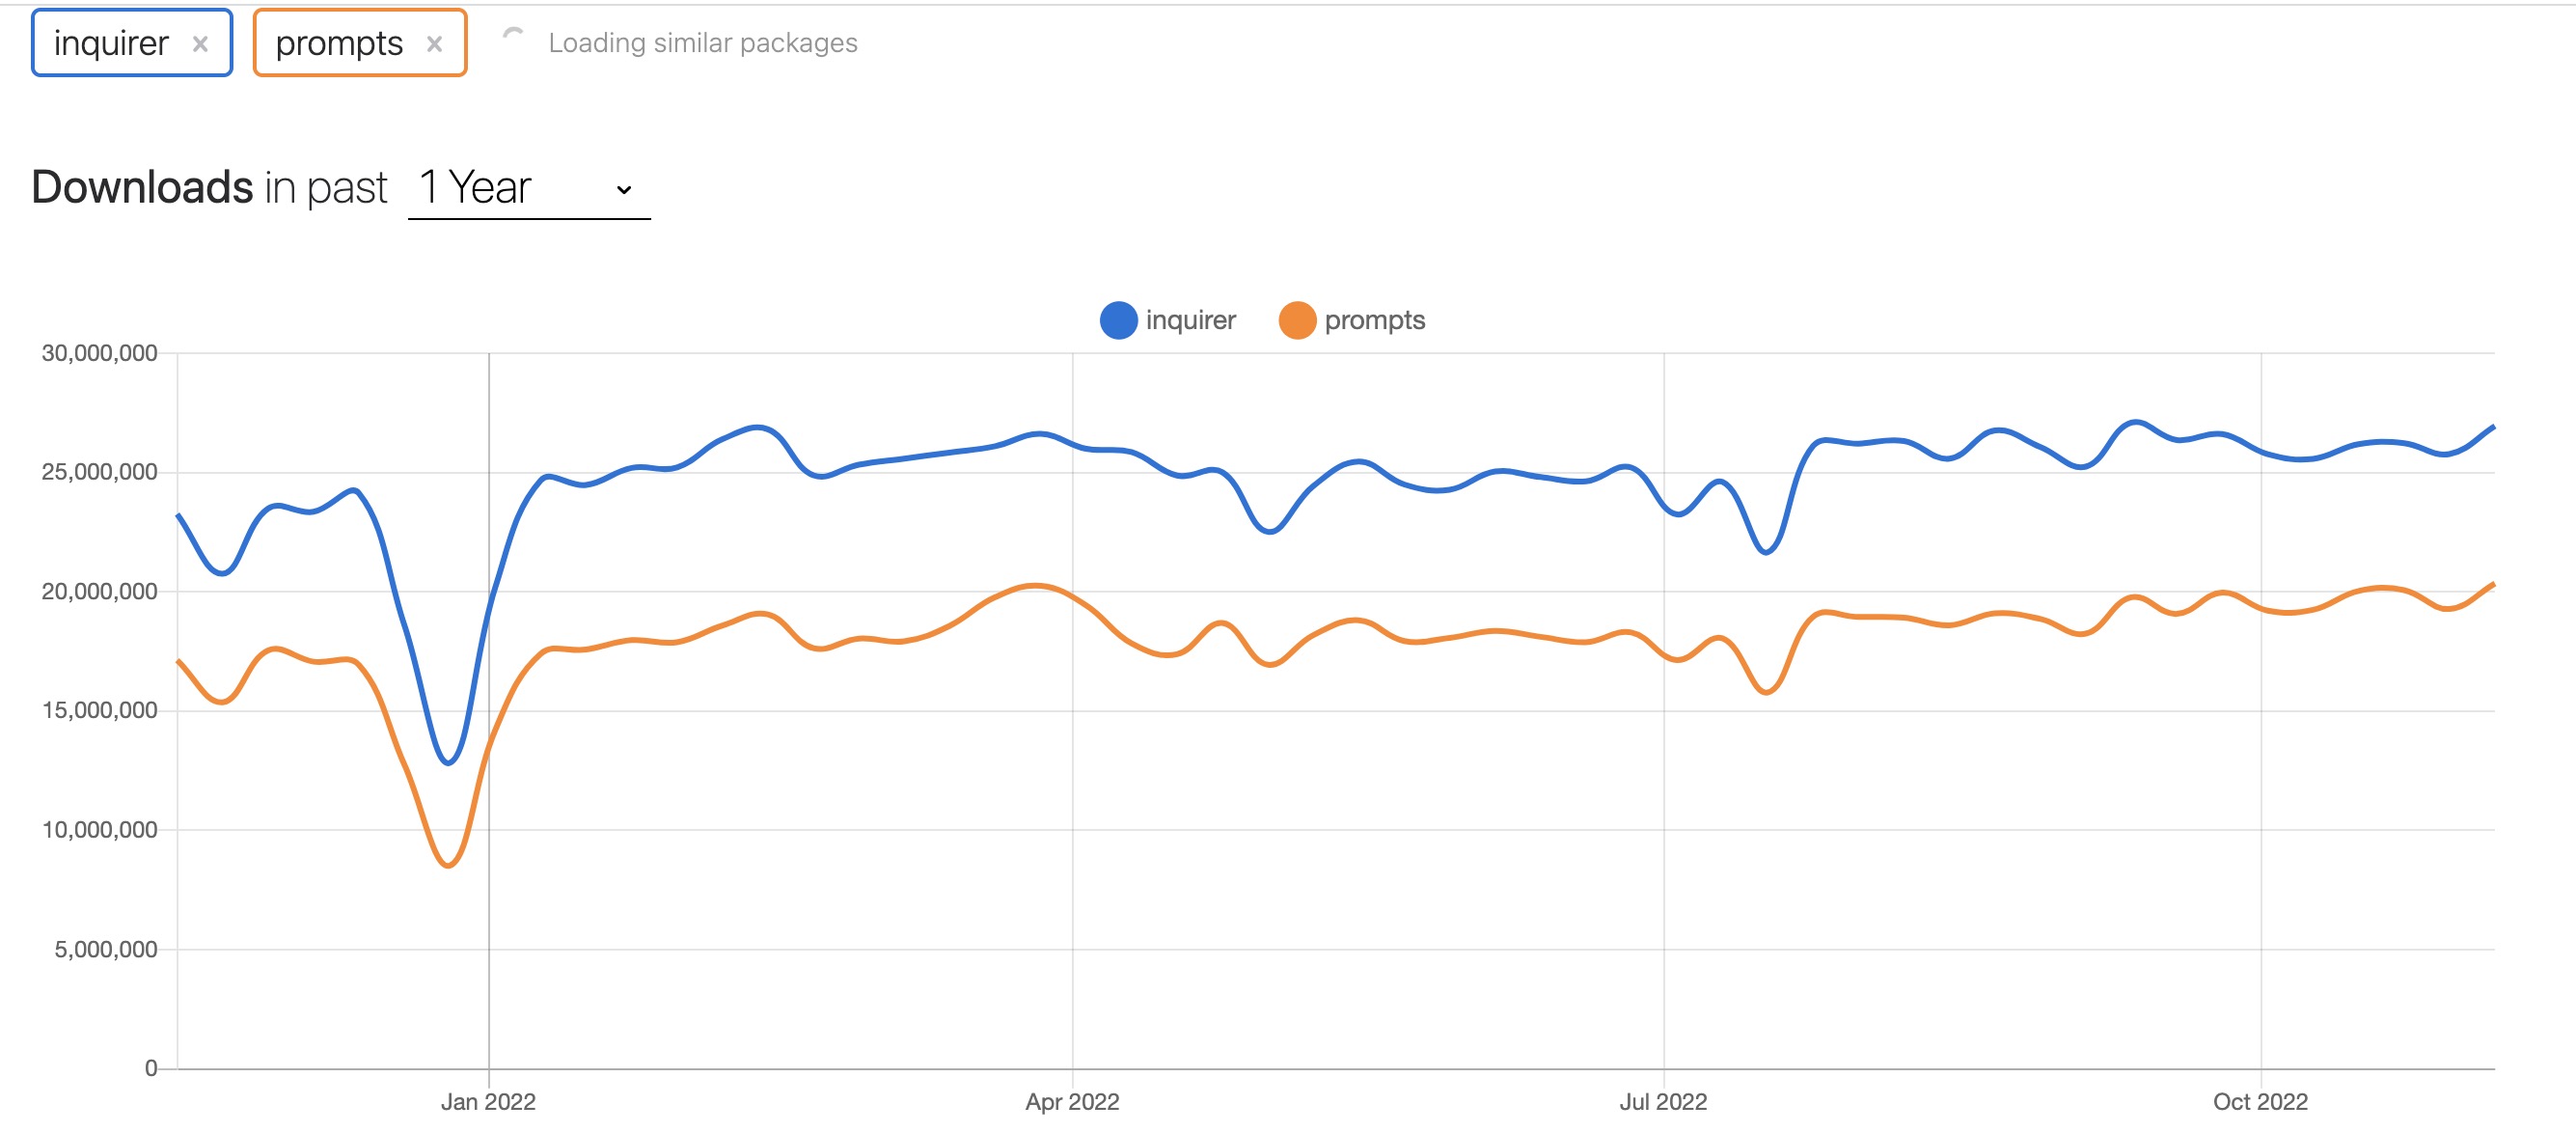 inquirer × prompts × Loading similar packages
Downloads in past 1 Year
inquirer prompts
30,000,000
25,000,000
20,000,000
15,000,000
10,000,000
5,000,000
0
Jan 2022 Apr 2022 Jul 2022 Oct 2022